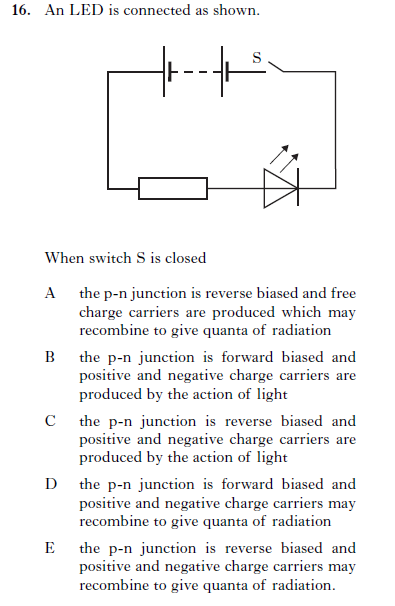 16. An LED is connected as shown.
S
When switch S is closed
A the p-n junction is reverse biased and free
charge carriers are produced which may
recombine to give quanta of radiation
B the p-n junction is forward biased and
positive and negative charge carriers are
produced by the action of light
C the p-n junction is reverse biased and
positive and negative charge carriers are
produced by the action of light
D the p-n junction is forward biased and
positive and negative charge carriers may
recombine to give quanta of radiation
E the p-n junction is reverse biased and
positive and negative charge carriers may
recombine to give quanta of radiation.